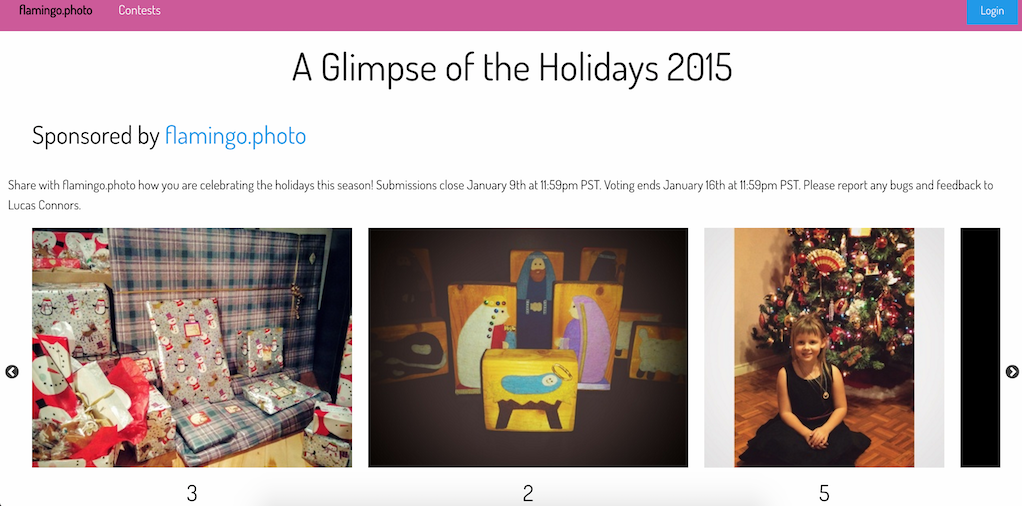 flamingo.photo Contests Login
A Glimpse of the Holidays 2015
Sponsored by flamingo.photo
Share with flamingo.photo how you are celebrating the holidays this season! Submissions close January 9th at 11:59pm PST. Voting ends January 16th at 11:59pm PST. Please report any bugs and feedback to
Lucas Connors.
3 2 5